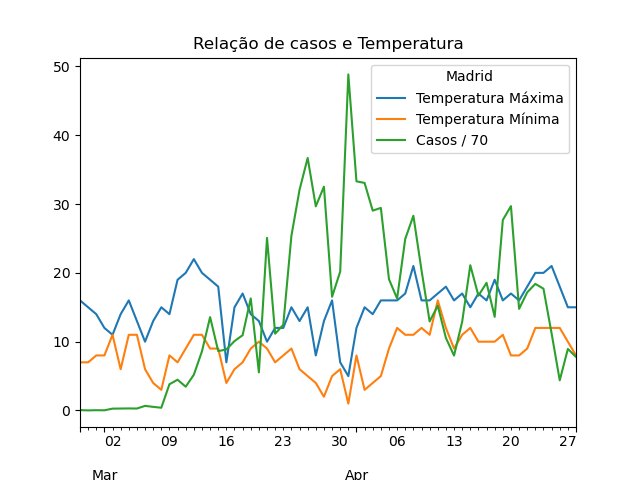 Relação de casos e Temperatura
Madrid
Temperatura Máxima
Temperatura Mínima
Casos / 70
50
40
30
20
10
0
02 09 16 23 30 06 13 20 27
Mar Apr